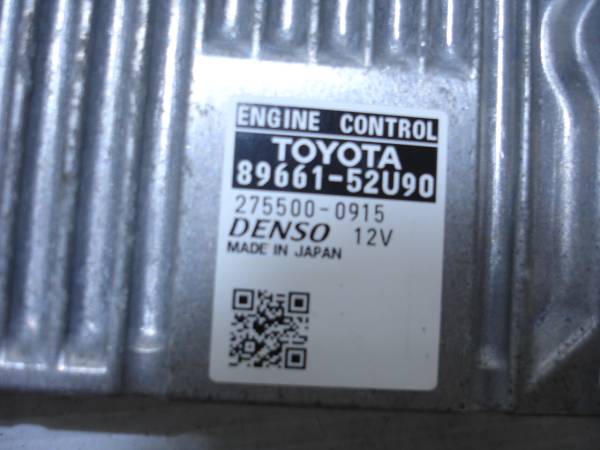 ENGINE CONTROL
TOYOTA
89661-52U90
275500-0915
DENSO 12V
MADE IN JAPAN